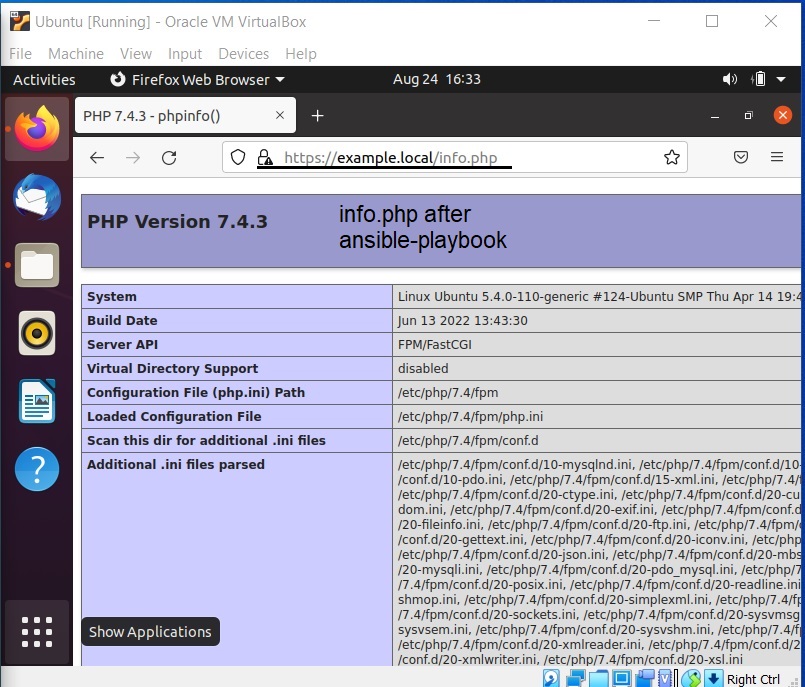 Ubuntu [Running] - Oracle VM VirtualBox
File Machine View Input Devices Help
Activities Firefox Web Browser Aug 24 16:33
PHP 7.4.3 - phpinfo()
https://example.local/info.php
PHP Version 7.4.3
info.php after
ansible-playbook
System Linux Ubuntu 5.4.0-110-generic #124-Ubuntu SMP Thu Apr 14 19:4
Build Date Jun 13 2022 13:43:30
Server API FPM/FastCGI
Virtual Directory Support disabled
Configuration File (php.ini) Path /etc/php/7.4/fpm
Loaded Configuration File /etc/php/7.4/fpm/php.ini
Scan this dir for additional .ini files /etc/php/7.4/fpm/conf.d
Additional .ini files parsed /etc/php/7.4/fpm/conf.d/10-mysqlnd.ini, /etc/php/7.4/fpm/conf.d/10-
/conf.d/10-pdo.ini, /etc/php/7.4/fpm/conf.d/15-xml.ini, /etc/php/7.4/f
/etc/php/7.4/fpm/conf.d/20-ctype.ini, /etc/php/7.4/fpm/conf.d/20-cu
dom.ini, /etc/php/7.4/fpm/conf.d/20-exif.ini, /etc/php/7.4/fpm/conf.d
/20-fileinfo.ini, /etc/php/7.4/fpm/conf.d/20-ftp.ini, /etc/php/7.4/fpm/
/conf.d/20-gettext.ini, /etc/php/7.4/fpm/conf.d/20-iconv.ini, /etc/php
/etc/php/7.4/fpm/conf.d/20-json.ini, /etc/php/7.4/fpm/conf.d/20-mbs
/20-mysqli.ini, /etc/php/7.4/fpm/conf.d/20-pdo_mysql.ini, /etc/php/
/7.4/fpm/conf.d/20-posix.ini, /etc/php/7.4/fpm/conf.d/20-readline.ini
shmop.ini, /etc/php/7.4/fpm/conf.d/20-simplexml.ini, /etc/php/7.4/fpm
/20-sockets.ini, /etc/php/7.4/fpm/conf.d/20-sysvmsg
sysvsem.ini, /etc/php/7.4/fpm/conf.d/20-sysvshm.ini, /etc/php/7.4/f
/etc/php/7.4/fpm/conf.d/20-xmlreader.ini, /etc/php/7.4/fpm/conf.d/2
/conf.d/20-xmlwriter.ini, /etc/php/7.4/fpm/conf.d/20-xsl.ini
Show Applications
Right Ctrl